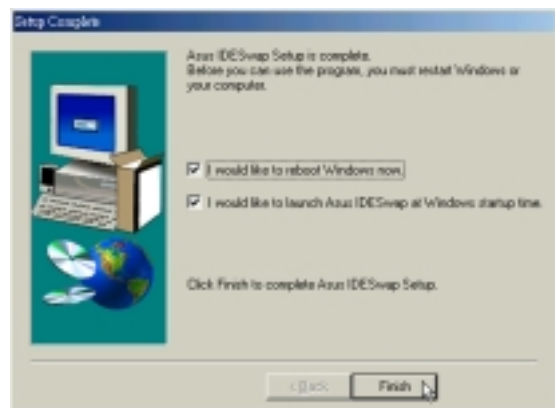 Setup Complete
Asus IDESwap Setup is complete.
Before you can use the program, you must restart Windows or
your computer.
I would like to reboot Windows now.
I would like to launch Asus IDESwap at Windows startup time.
Click Finish to complete Asus IDESwap Setup.
< Back
Finish